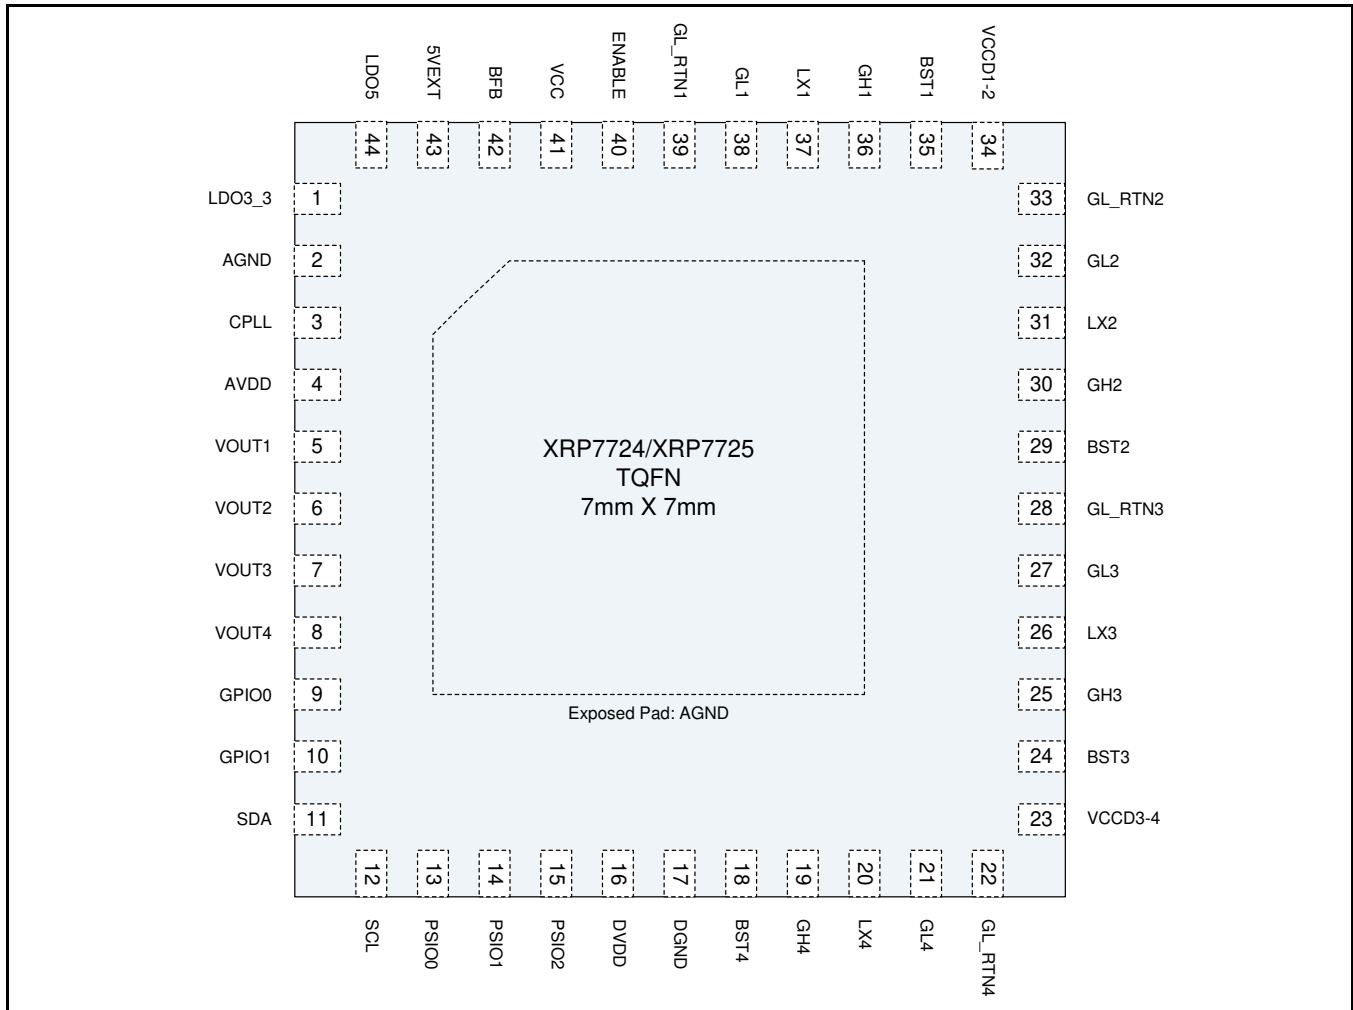 LDO5
5VEXT
BFB
VCC
ENABLE
GL_RTN1
GL1
LX1
GH1
BST1
VCCD1-2
44
43
42
41
40
39
38
37
36
35
34
LDO3_3 1
33 GL_RTN2
AGND 2
32 GL2
CPLL 3
31 LX2
AVDD 4
30 GH2
VOUT1 5
29 BST2
VOUT2 6
28 GL_RTN3
VOUT3 7
27 GL3
VOUT4 8
26 LX3
GPIO0 9
25 GH3
GPIO1 10
24 BST3
SDA 11
23 VCCD3-4
XRP7724/XRP7725
TQFN
7mm X 7mm
Exposed Pad: AGND
12
13
14
15
16
17
18
19
20
21
22
SCL
PSIO0
PSIO1
PSIO2
DVDD
DGND
BST4
GH4
LX4
GL4
GL_RTN4